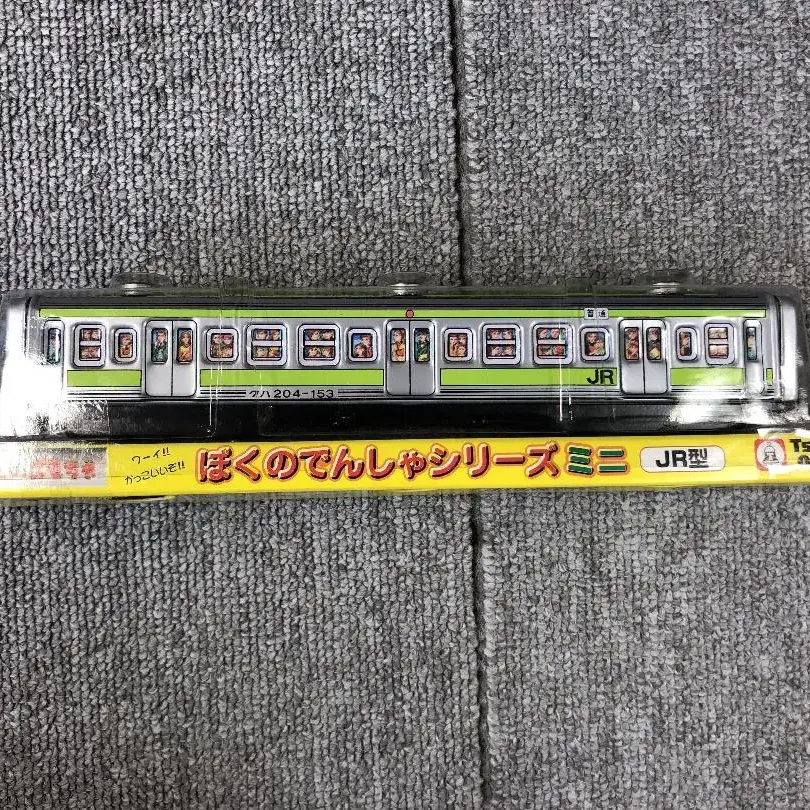 普通
JR
クハ204-153
ワーイ!!
かっこいいぞ!!
ぼくのでんしゃシリーズミニ
JR型